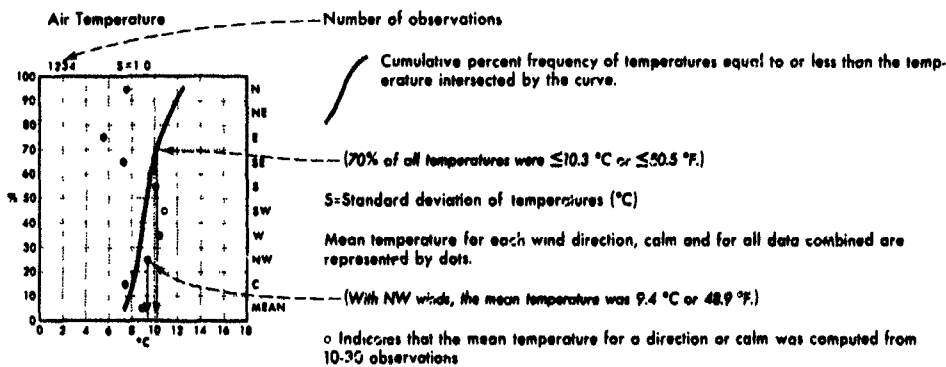 Air Temperature
Number of observations
1234 S=1.0
Cumulative percent frequency of temperatures equal to or less than the temp-
erature intersected by the curve.
100
90
80
70
60
50
40
30
20
10
0
%
N
NE
E
SE
S
SW
W
NW
C
MEAN
0 2 4 6 8 10 12 14 16 18
°C
(70% of all temperatures were ≤10.3 °C or ≤50.5 °F.)
S=Standard deviation of temperatures (°C)
Mean temperature for each wind direction, calm and for all data combined are
represented by dots.
(With NW winds, the mean temperature was 9.4 °C or 48.9 °F.)
o Indicates that the mean temperature for a direction or calm was computed from
10-30 observations